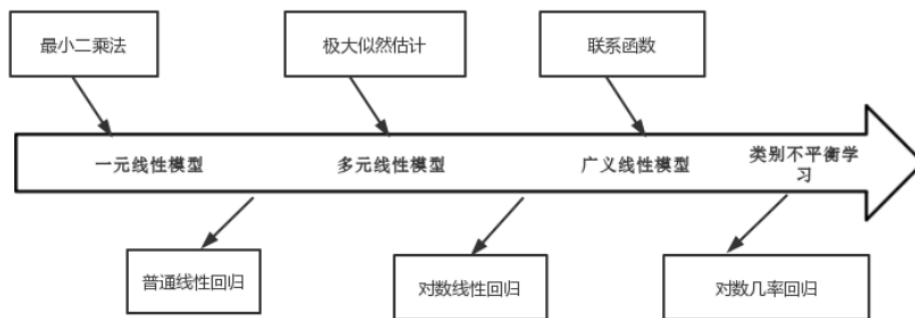 最小二乘法
极大似然估计
联系函数
一元线性模型
多元线性模型
广义线性模型
类别不平衡学
习
普通线性回归
对数线性回归
对数几率回归